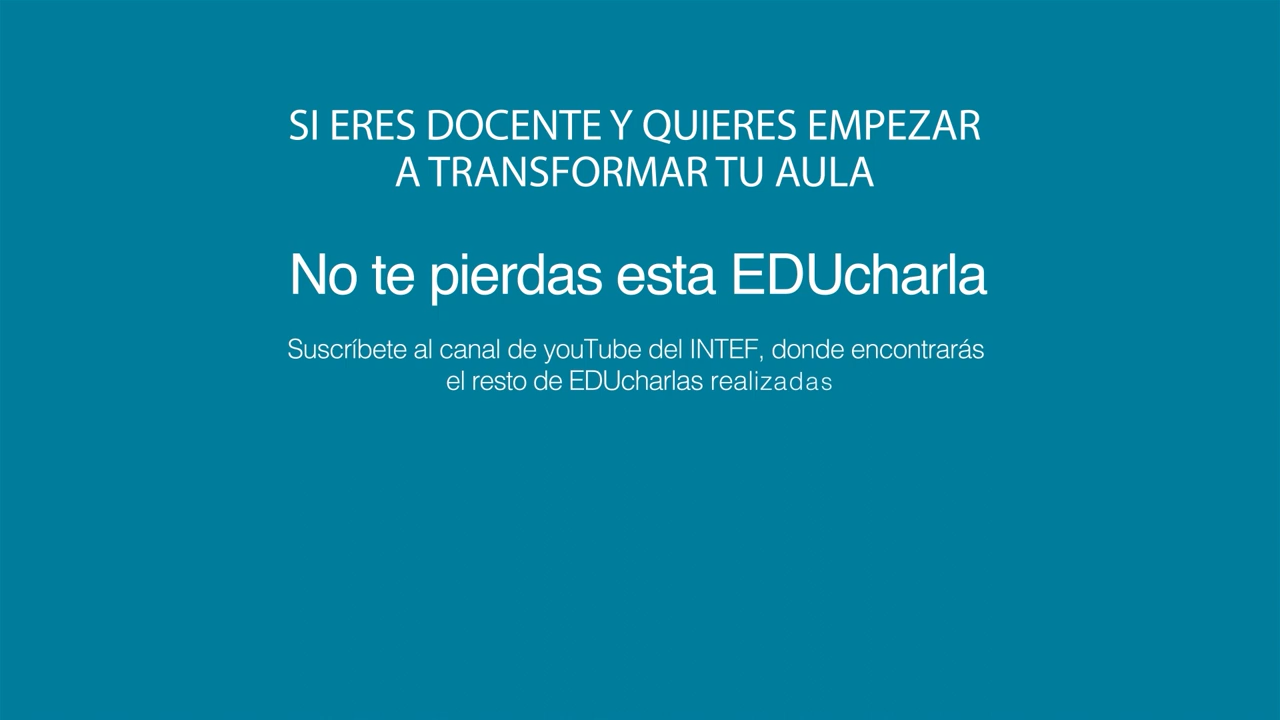 SI ERES DOCENTE Y QUIERES EMPEZAR
A TRANSFORMAR TU AULA
No te pierdas esta EDUcharla
Suscríbete al canal de youTube del INTEF, donde encontrarás
el resto de EDUcharlas realizadas